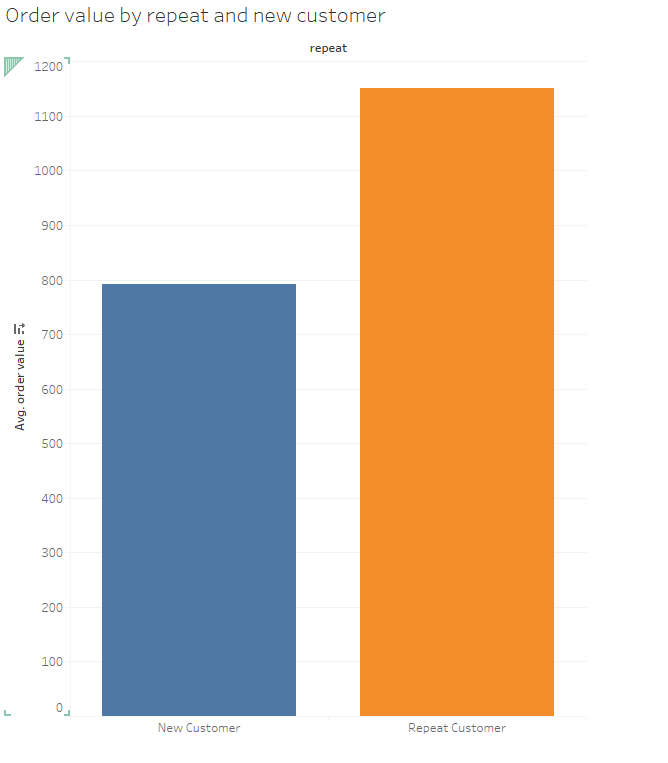 Order value by repeat and new customer
repeat
1200
1100
1000
900
800
700
600
500
400
300
200
100
0
Avg. order value
New Customer
Repeat Customer